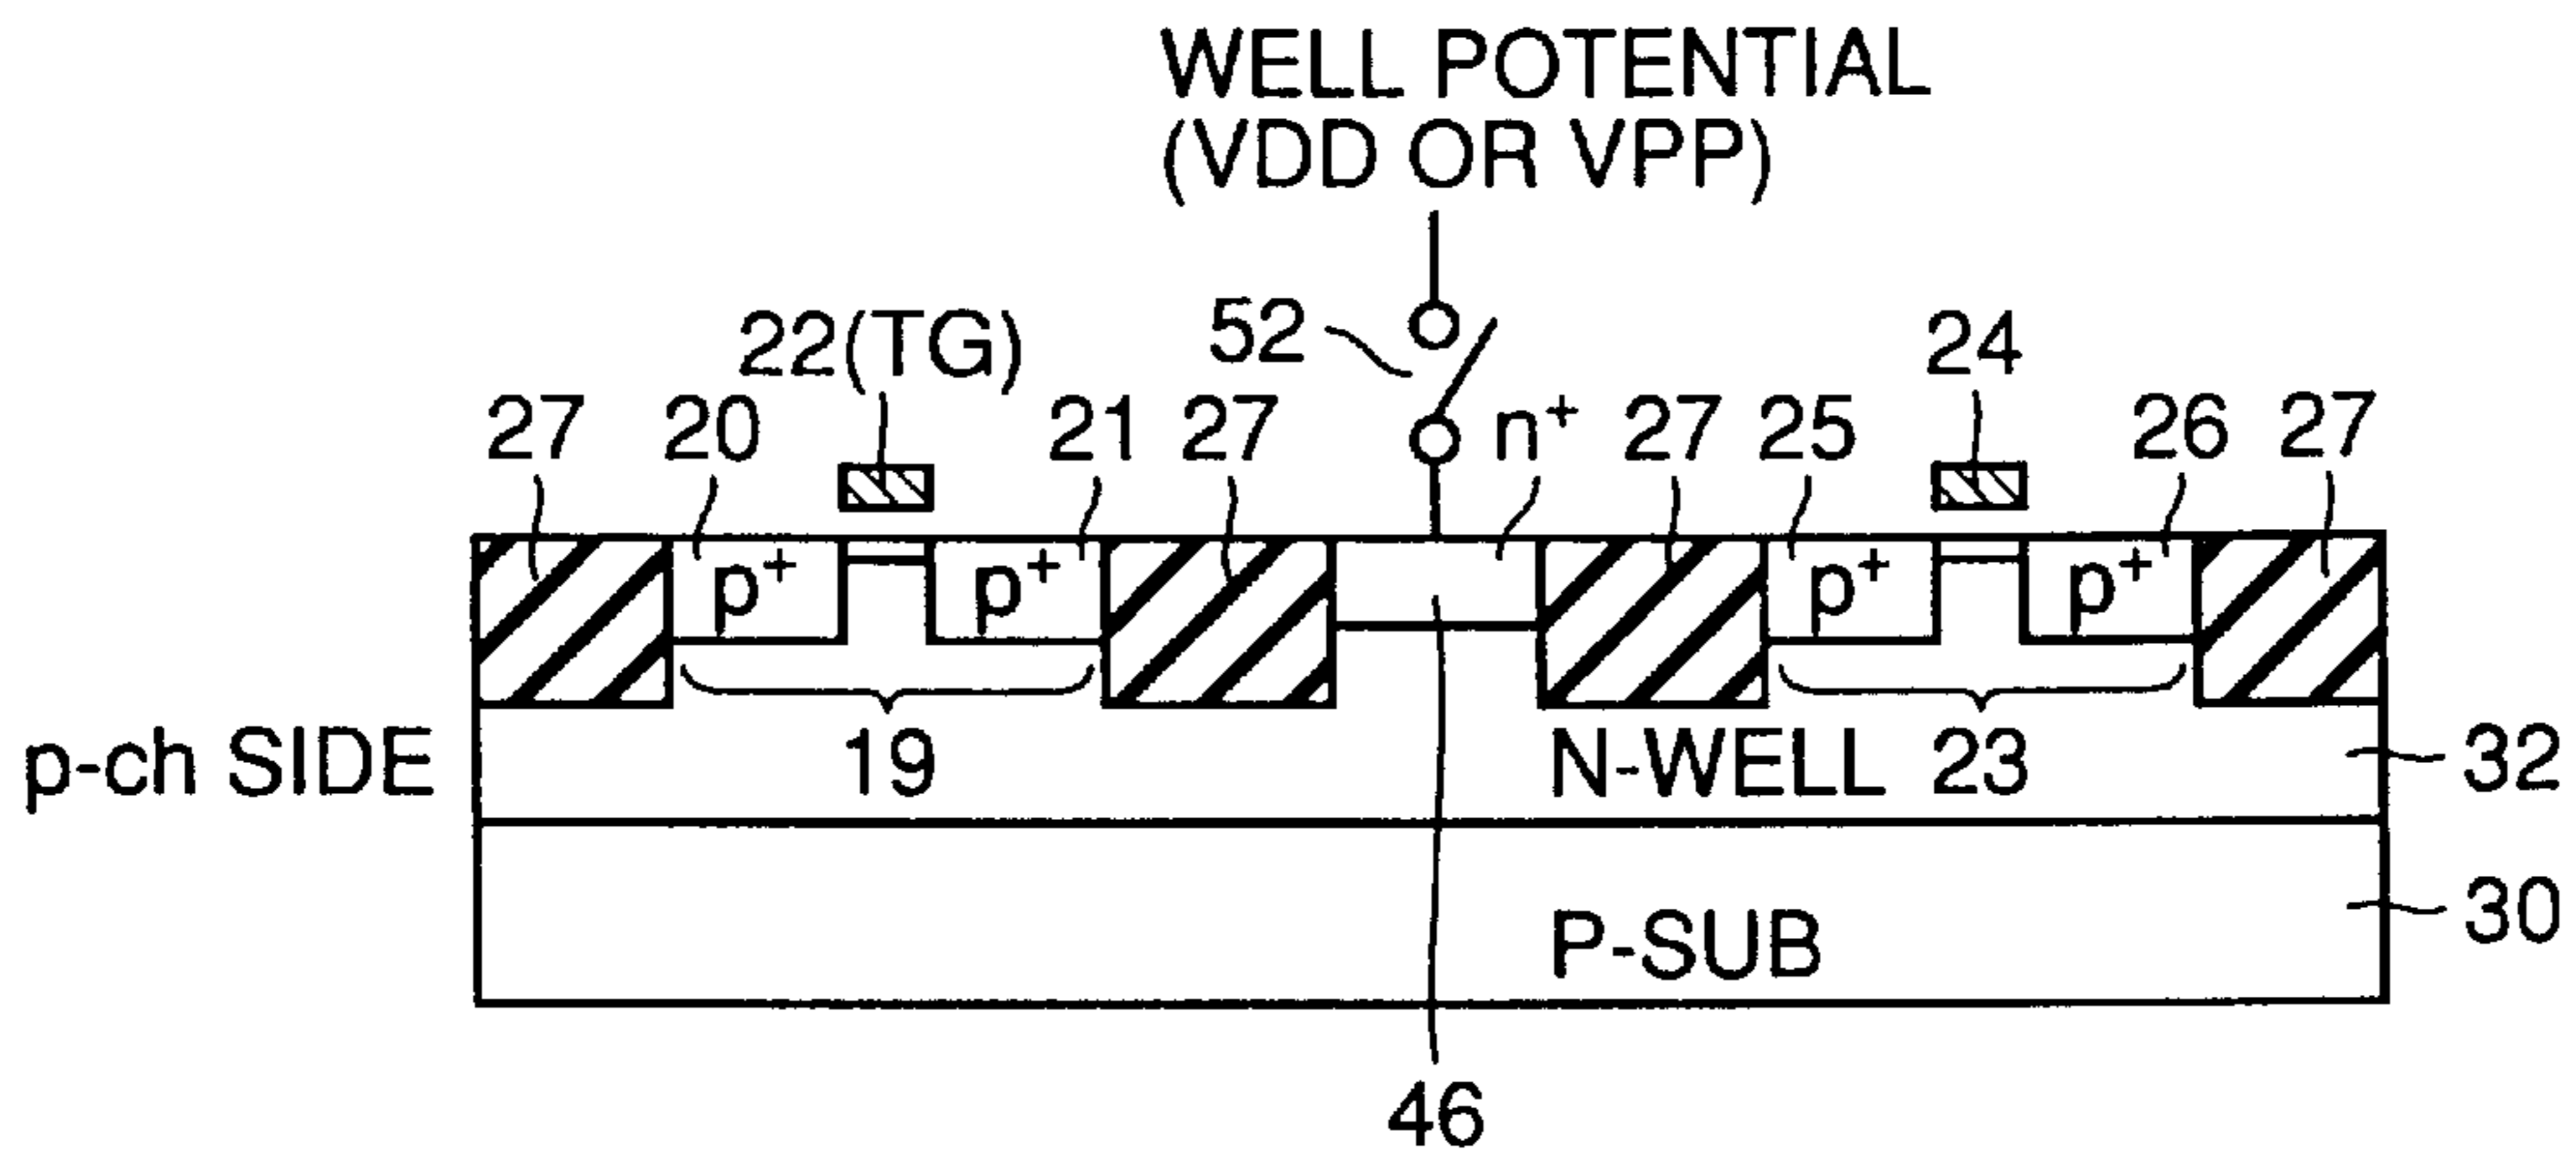 WELL POTENTIAL
(VDD OR VPP)
22(TG)
52
24
27
20
21
27
n+
27
25
26
27
p+
p+
p+
p+
p-ch SIDE
19
N-WELL
23
32
P-SUB
30
46